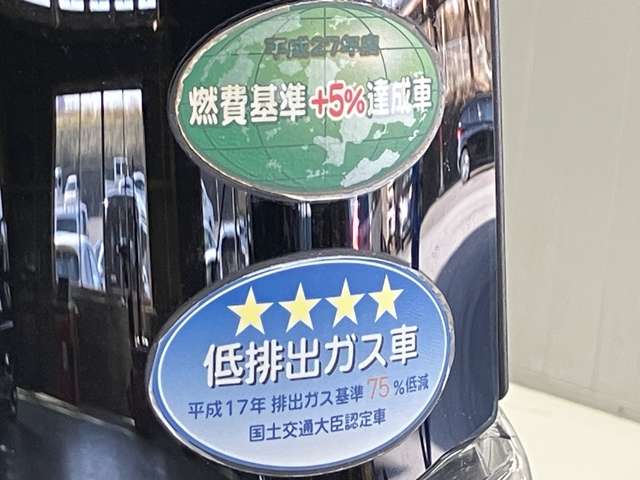 平成27年度
燃費基準+5%達成車
★★★★
低排出ガス車
平成17年 排出ガス基準75%低減
国土交通大臣認定車